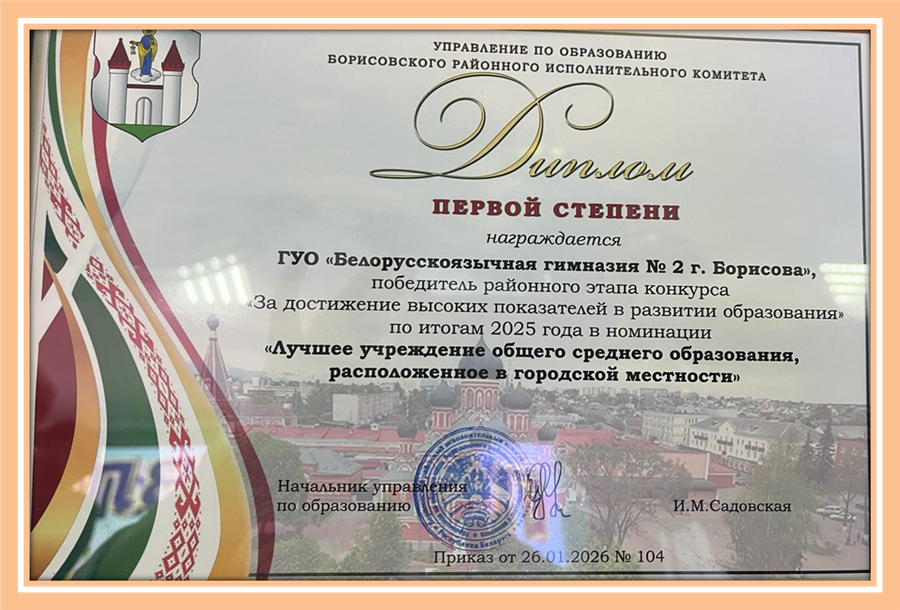 УПРАВЛЕНИЕ ПО ОБРАЗОВАНИЮ
БОРИСОВСКОГО РАЙОННОГО ИСПОЛНИТЕЛЬНОГО КОМИТЕТА
Диплом
ПЕРВОЙ СТЕПЕНИ
награждается
ГУО «Белорусскоязычная гимназия № 2 г. Борисова»,
победитель районного этапа конкурса
«За достижение высоких показателей в развитии образования»
по итогам 2025 года в номинации
«Лучшее учреждение общего среднего образования,
расположенное в городской местности»
Начальник управления
по образованию
И.М.Садовская
Приказ от 26.01.2026 № 104